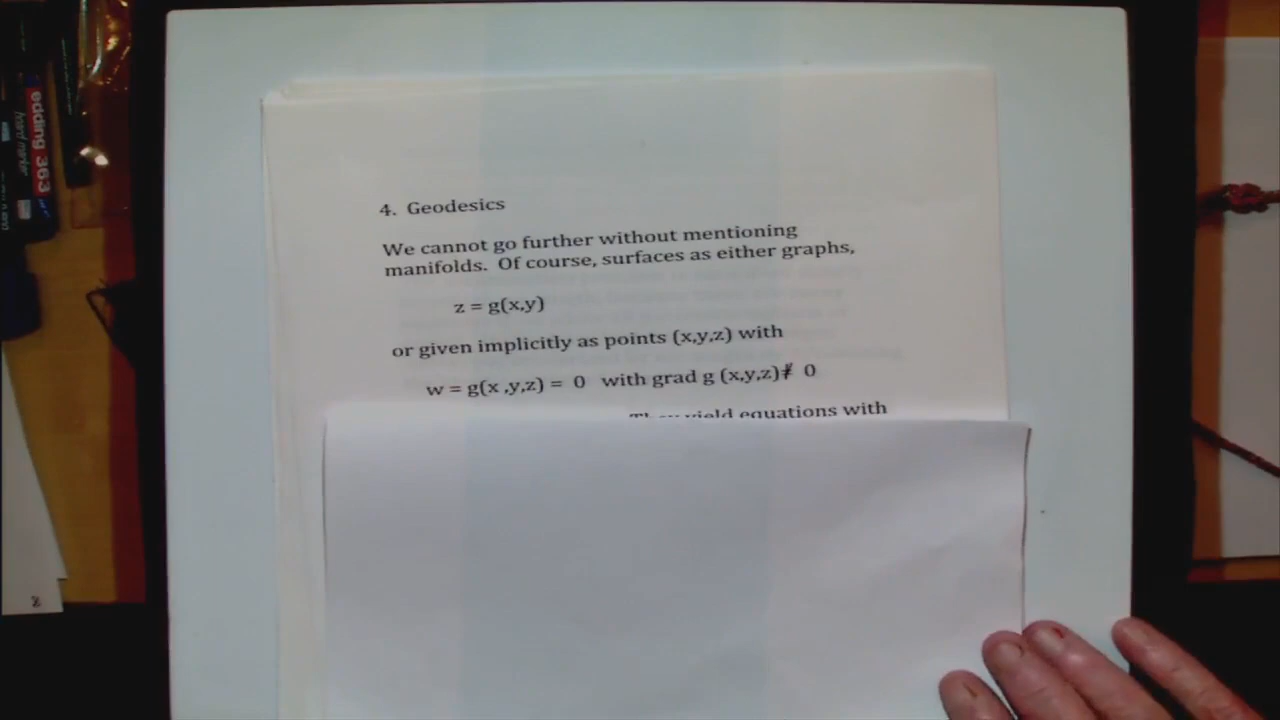 edding 363
4. Geodesics
We cannot go further without mentioning
manifolds. Of course, surfaces as either graphs,
z = g(x,y)
or given implicitly as points (x,y,z) with
w = g(x ,y,z) = 0 with grad g (x,y,z)≠ 0
They yield equations with
z